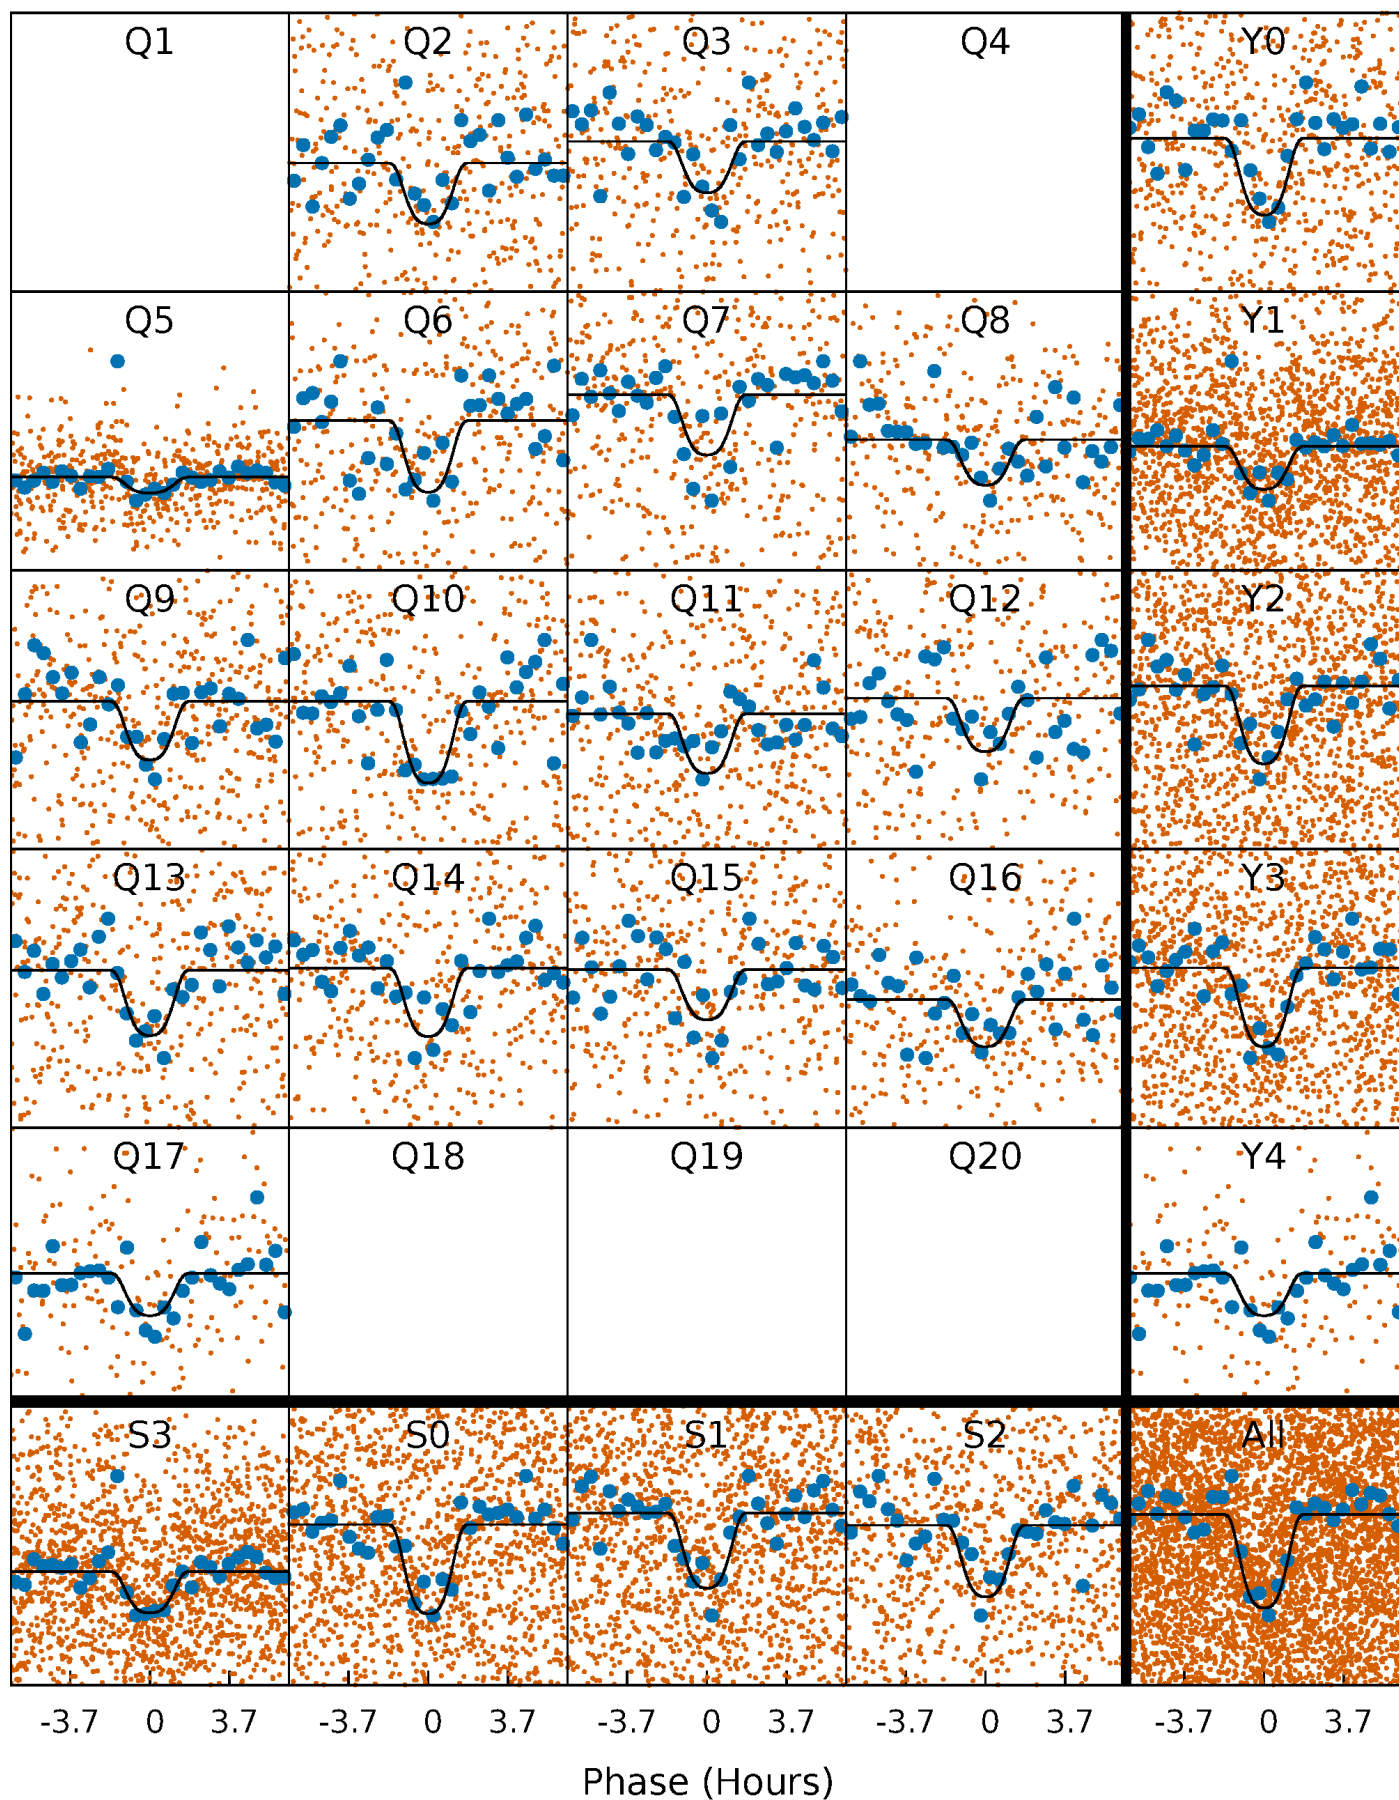 Q1 Q2 Q3 Q4 Y0
Q5 Q6 Q7 Q8 Y1
Q9 Q10 Q11 Q12 Y2
Q13 Q14 Q15 Q16 Y3
Q17 Q18 Q19 Q20 Y4
S3 S0 S1 S2 All
-3.7 0 3.7 -3.7 0 3.7 -3.7 0 3.7 -3.7 0 3.7 -3.7 0 3.7
Phase (Hours)